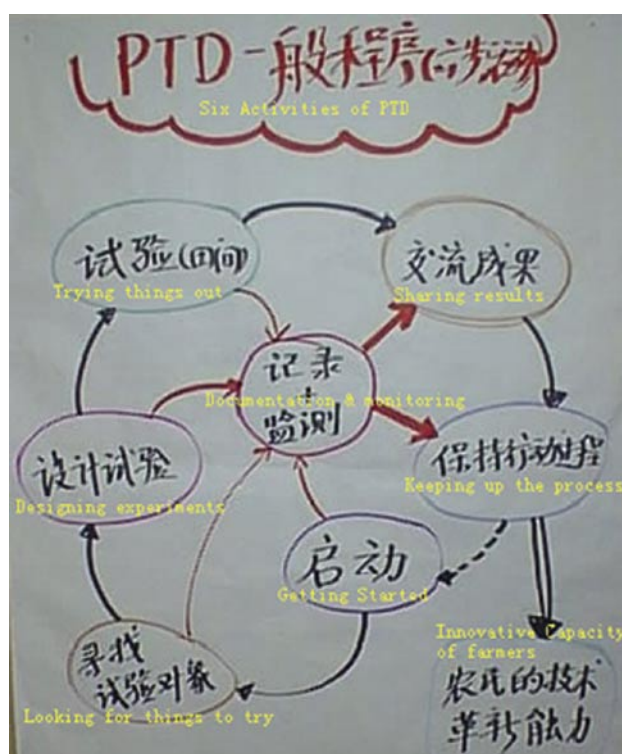 PTD一般程序(六步活动)
Six Activities of PTD
试验(田间)
Trying things out
交流成果
Sharing results
记录
+
Documentation & monitoring
监测
设计试验
Designing experiments
保持行动过程
Keeping up the process
启动
Getting Started
寻找
试验对象
Looking for things to try
Innovative Capacity
of farmers
农民的技术
革新能力